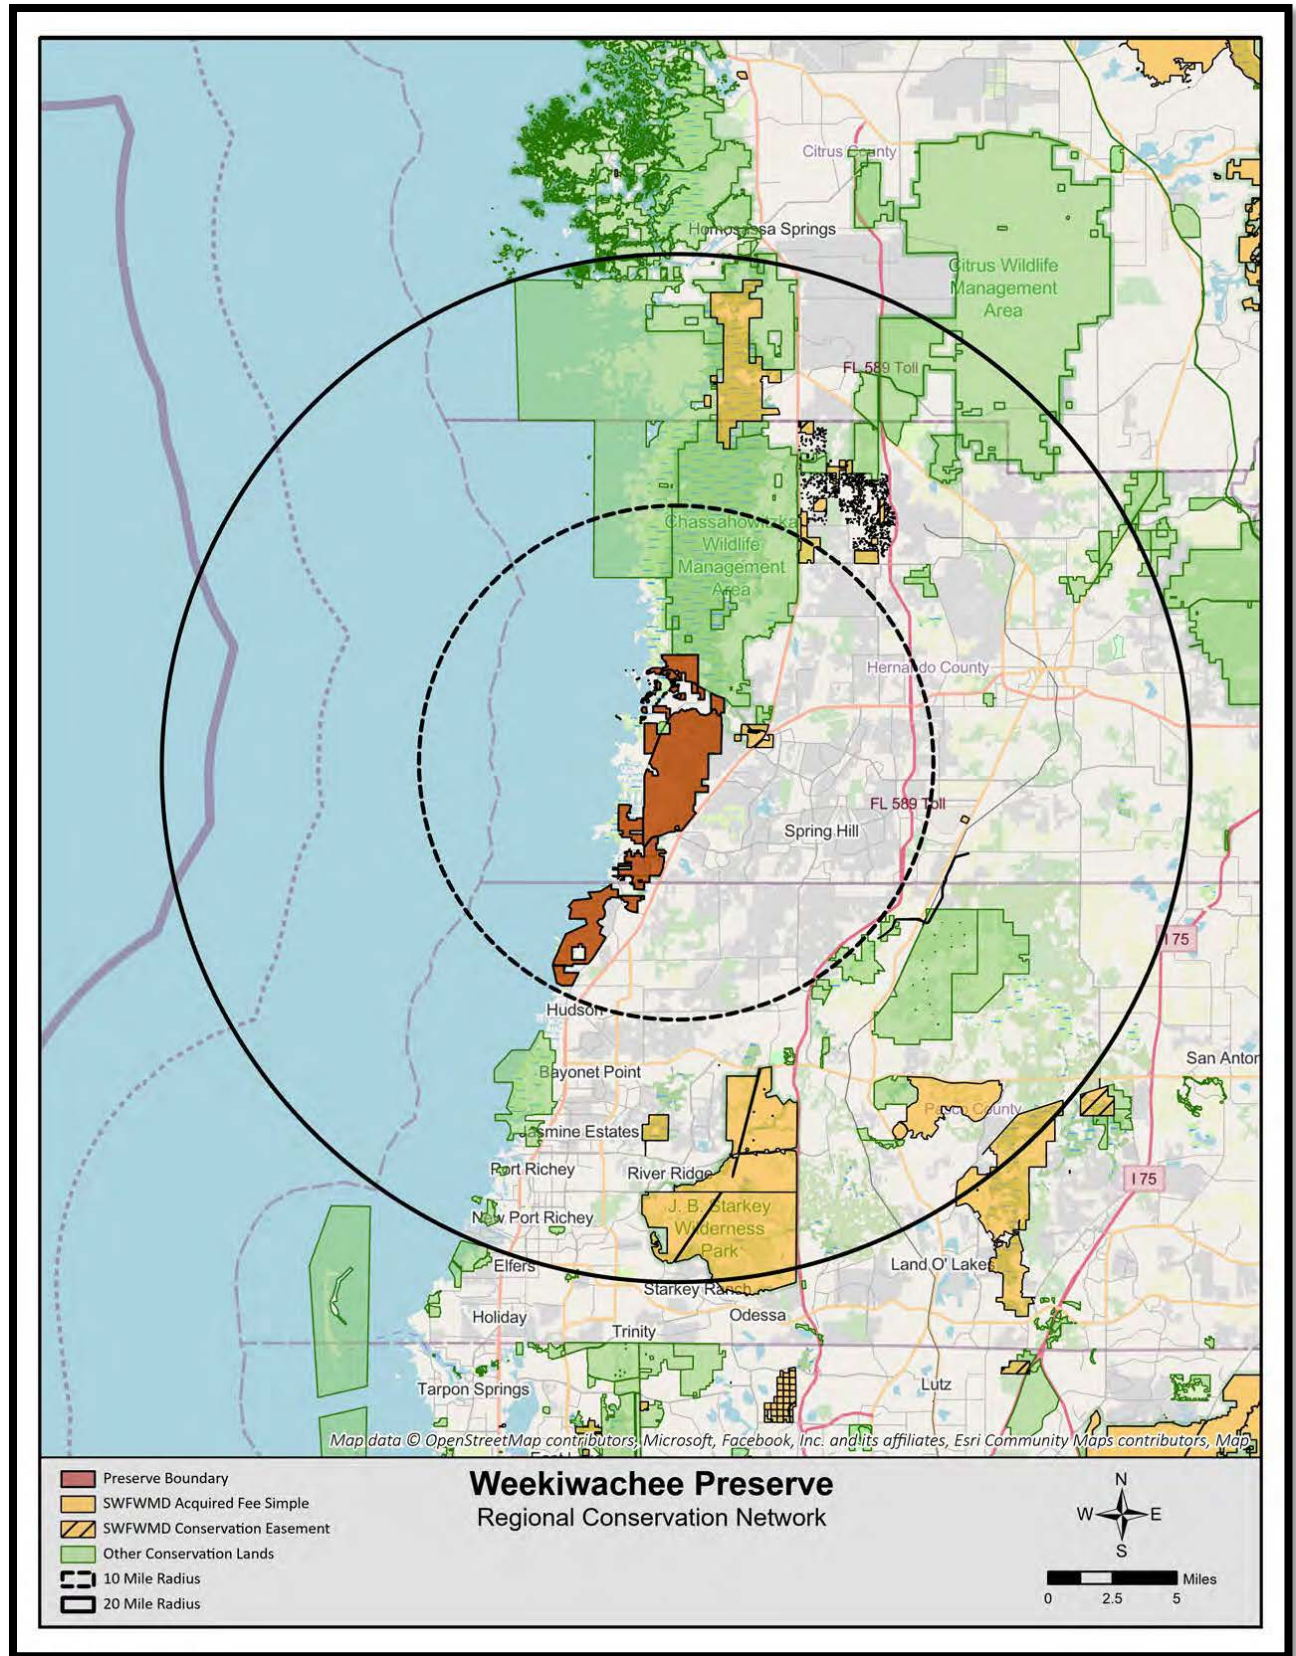 Citrus County
Homosassa Springs
Citrus Wildlife
Management
Area
FL 589 Toll
Chassahowitzka
Wildlife
Management
Area
Hernando County
FL 589 Toll
Spring Hill
I 75
Hudson
San Anton
Bayonet Point
Pasco County
Jasmine Estates
Port Richey
River Ridge
I 75
J. B. Starkey
Wilderness
Park
New Port Richey
Elfers
Land O' Lakes
Starkey Ranch
Holiday
Odessa
Trinity
Tarpon Springs
Lutz
Map data © OpenStreetMap contributors, Microsoft, Facebook, Inc. and its affiliates, Esri Community Maps contributors, Map
Preserve Boundary
SWFWMD Acquired Fee Simple
SWFWMD Conservation Easement
Other Conservation Lands
10 Mile Radius
20 Mile Radius
Weekiwachee Preserve
Regional Conservation Network
N
W E
S
Miles
0 2.5 5